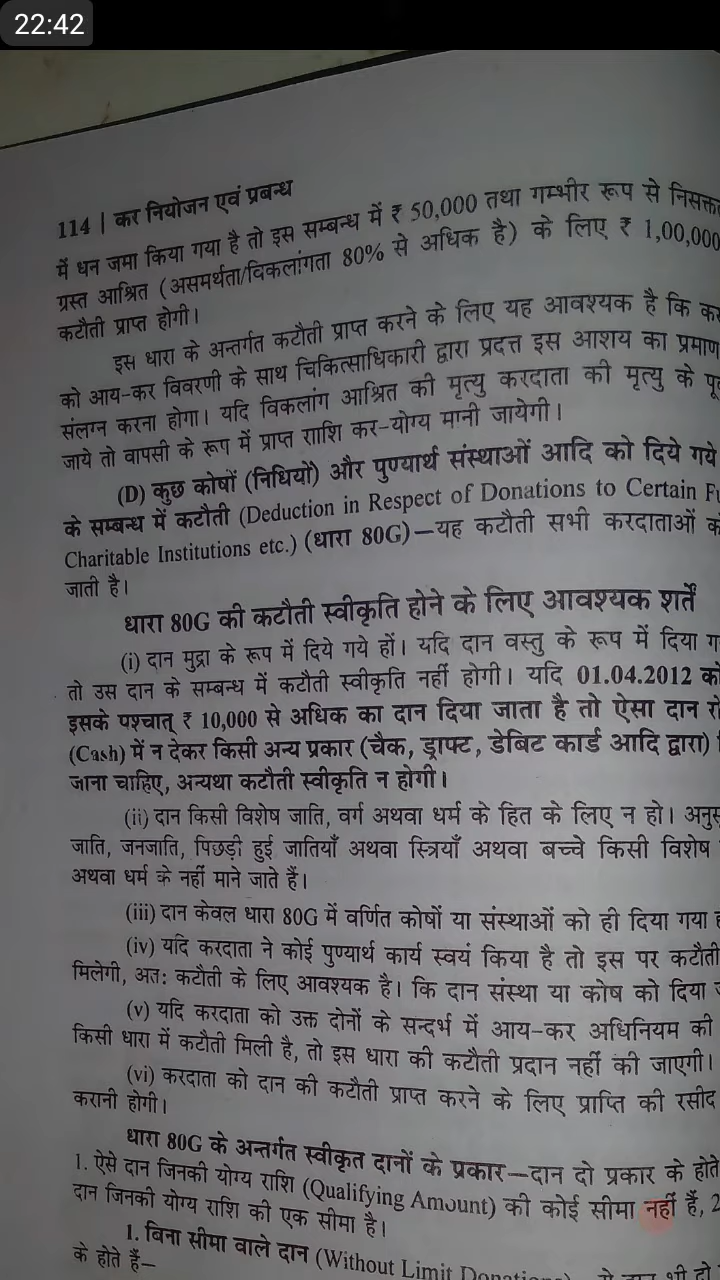 22:42
114 | कर नियोजन एवं प्रबन्ध
में धन जमा किया गया है तो इस सम्बन्ध में ₹ 50,000 तथा गम्भीर रूप से
ग्रस्त आश्रित (असमर्थता/विकलांगता 80% से अधिक है) के लिए ₹ 1,00,000
कटौती प्राप्त होगी।
इस धारा के अन्तर्गत कटौती प्राप्त करने के लिए यह आवश्यक है कि
को आय-कर विवरणी के साथ चिकित्साधिकारी द्वारा प्रदत्त इस आशय का प्रमाण
संलग्न करना होगा। यदि विकलांग आश्रित की मृत्यु करदाता की मृत्यु के
जाये तो वापसी के रूप में प्राप्त राशि कर-योग्य मानी जायेगी।
(D) कुछ कोषों (निधियों) और पुण्यार्थ संस्थाओं आदि को दिये गये
के सम्बन्ध में कटौती (Deduction in Respect of Donations to Certain
Charitable Institutions etc.) (धारा 80G)—यह कटौती सभी करदाताओं
जाती है।
धारा 80G की कटौती स्वीकृति होने के लिए आवश्यक शर्तें
(i) दान मुद्रा के रूप में दिये गये हों। यदि दान वस्तु के रूप में दिया
तो उस दान के सम्बन्ध में कटौती स्वीकृति नहीं होगी। यदि 01.04.2012 को
इसके पश्चात् ₹ 10,000 से अधिक का दान दिया जाता है तो ऐसा दान
(Cash) में न देकर किसी अन्य प्रकार (चैक, ड्राफ्ट, डेबिट कार्ड आदि द्वारा)
जाना चाहिए, अन्यथा कटौती स्वीकृति न होगी।
(ii) दान किसी विशेष जाति, वर्ग अथवा धर्म के हित के लिए न हो।
जाति, जनजाति, पिछड़ी हुई जातियाँ अथवा स्त्रियाँ अथवा बच्चे किसी विशेष
अथवा धर्म के नहीं माने जाते हैं।
(iii) दान केवल धारा 80G में वर्णित कोषों या संस्थाओं को ही दिया गया
(iv) यदि करदाता ने कोई पुण्यार्थ कार्य स्वयं किया है तो इस पर कटौती
मिलेगी, अतः कटौती के लिए आवश्यक है। कि दान संस्था या कोष को दिया
(v) यदि करदाता को उक्त दोनों के सन्दर्भ में आय-कर अधिनियम की
किसी धारा में कटौती मिली है, तो इस धारा की कटौती प्रदान नहीं की जाएगी।
(vi) करदाता को दान की कटौती प्राप्त करने के लिए प्राप्ति की रसीद
करानी होगी।
धारा 80G के अन्तर्गत स्वीकृत दानों के प्रकार—दान दो प्रकार के होते
1. ऐसे दान जिनकी योग्य राशि (Qualifying Amount) की कोई सीमा नहीं हैं, 2
दान जिनकी योग्य राशि की एक सीमा है।
1. बिना सीमा वाले दान (Without Limit
के होते हैं—